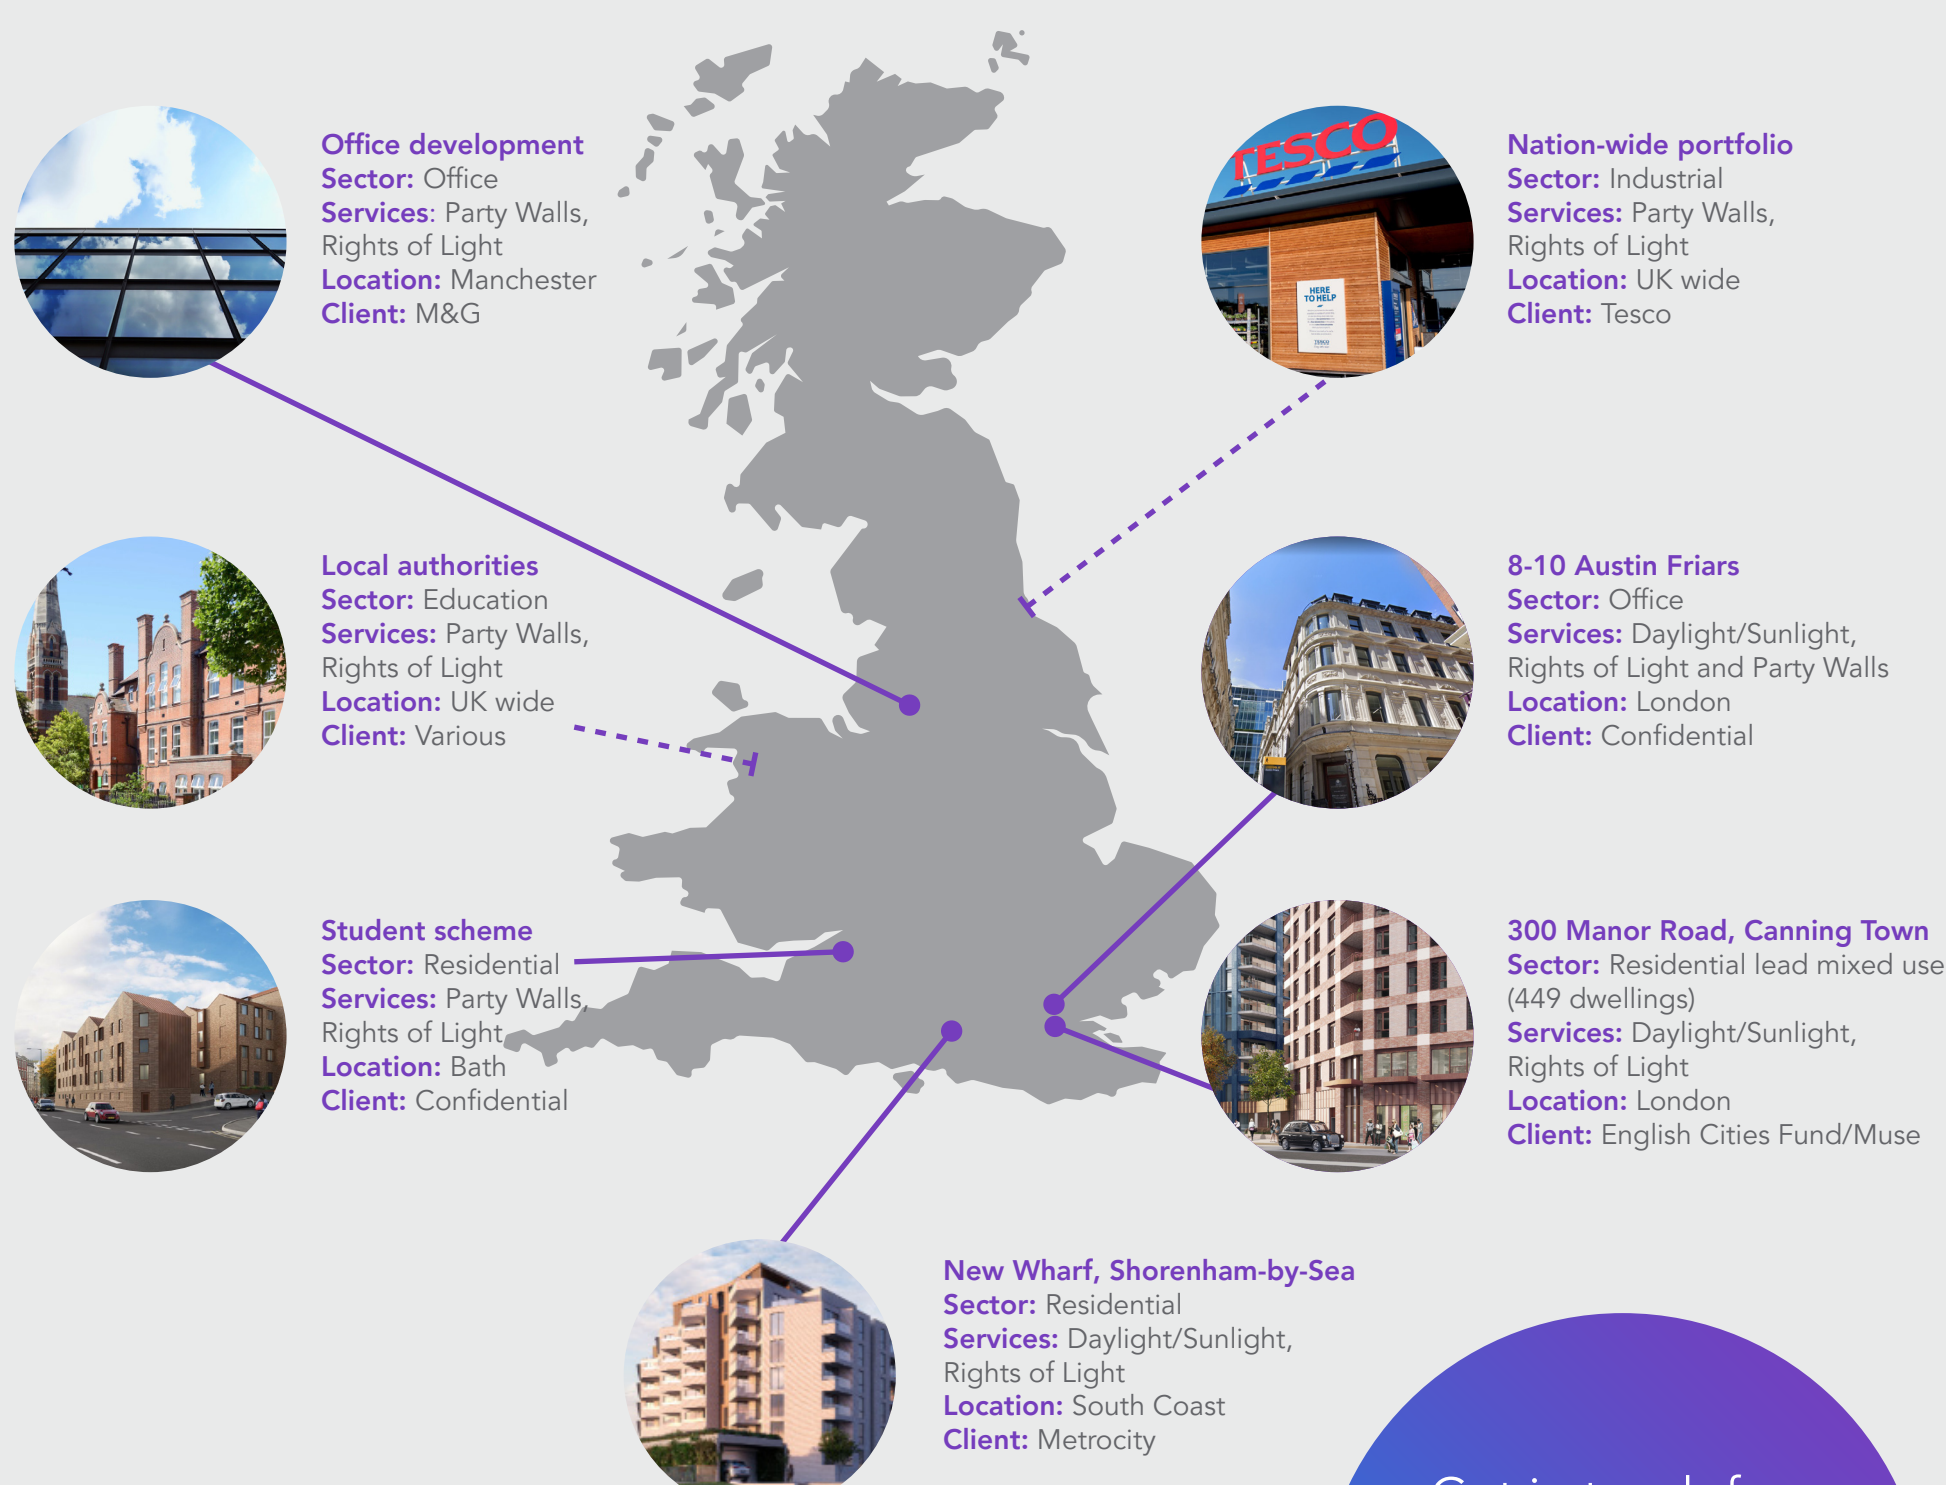 Office development
Sector: Office
Services: Party Walls,
Rights of Light
Location: Manchester
Client: M&G
TESCO
HERE
TO HELP
TESCO
Nation-wide portfolio
Sector: Industrial
Services: Party Walls,
Rights of Light
Location: UK wide
Client: Tesco
Local authorities
Sector: Education
Services: Party Walls,
Rights of Light
Location: UK wide
Client: Various
8-10 Austin Friars
Sector: Office
Services: Daylight/Sunlight,
Rights of Light and Party Walls
Location: London
Client: Confidential
Student scheme
Sector: Residential
Services: Party Walls,
Rights of Light
Location: Bath
Client: Confidential
300 Manor Road, Canning Town
Sector: Residential lead mixed use
(449 dwellings)
Services: Daylight/Sunlight,
Rights of Light
Location: London
Client: English Cities Fund/Muse
New Wharf, Shorenham-by-Sea
Sector: Residential
Services: Daylight/Sunlight,
Rights of Light
Location: South Coast
Client: Metrocity